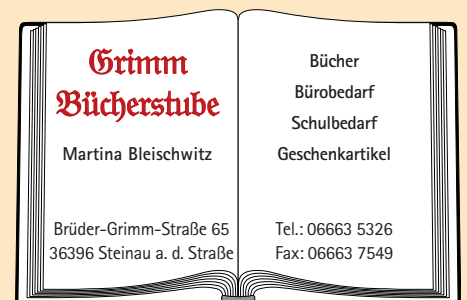 Grimm
Bücherstube
Martina Bleischwitz
Brüder-Grimm-Straße 65
36396 Steinau a. d. Straße
Bücher
Bürobedarf
Schulbedarf
Geschenkartikel
Tel.: 06663 5326
Fax: 06663 7549